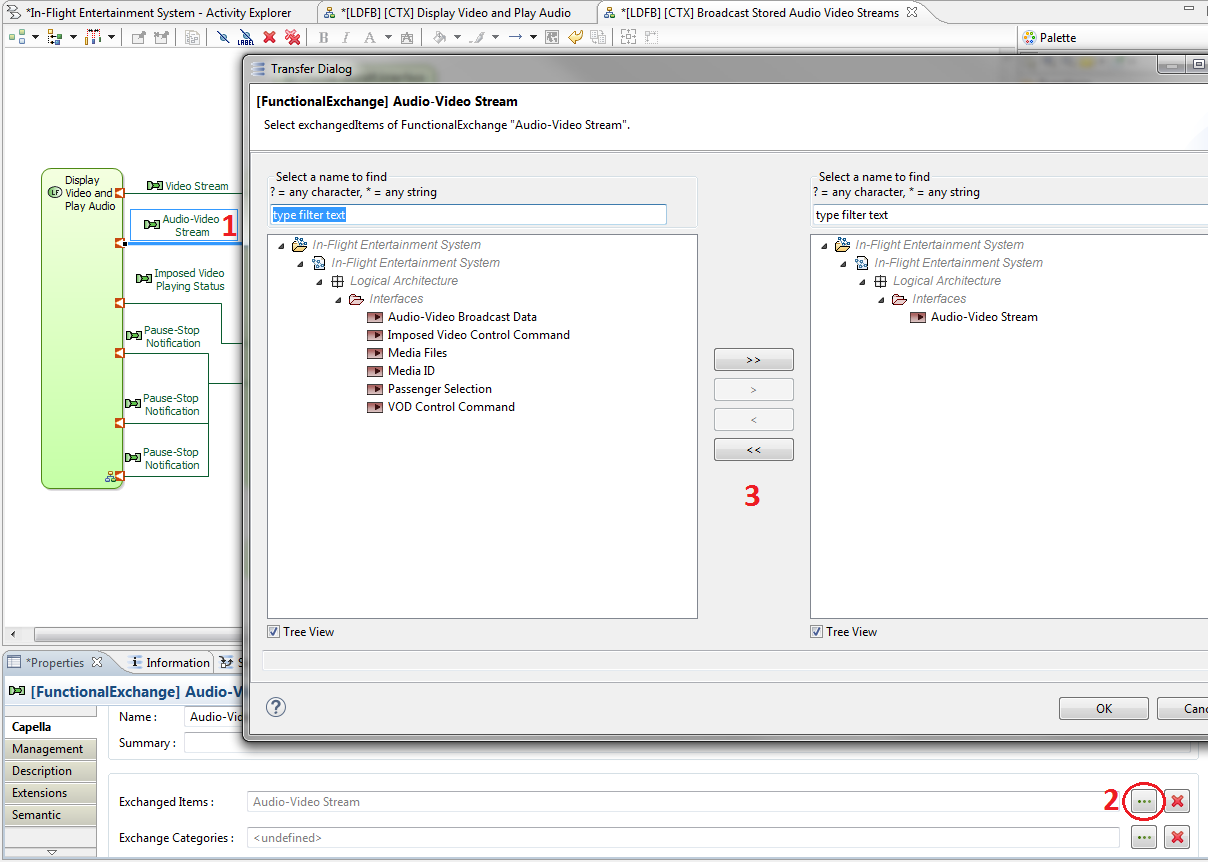 *In-Flight Entertainment System - Activity Explorer
*[LDFB] [CTX] Display Video and Play Audio
*[LDFB] [CTX] Broadcast Stored Audio Video Streams
LABEL
B I A A
Palette
Transfer Dialog
[FunctionalExchange] Audio-Video Stream
Select exchangedItems of FunctionalExchange "Audio-Video Stream".
Select a name to find
? = any character, * = any string
type filter text
In-Flight Entertainment System
In-Flight Entertainment System
Logical Architecture
Interfaces
Audio-Video Broadcast Data
Imposed Video Control Command
Media Files
Media ID
Passenger Selection
VOD Control Command
Tree View
>>
>
<
<<
3
Select a name to find
? = any character, * = any string
type filter text
In-Flight Entertainment System
In-Flight Entertainment System
Logical Architecture
Interfaces
Audio-Video Stream
Tree View
?
OK
Canc
LF
Display
Video and
Play Audio
Video Stream
Audio-Video
Stream
1
Imposed Video
Playing Status
Pause-Stop
Notification
Pause-Stop
Notification
Pause-Stop
Notification
*Properties
Information
S
[FunctionalExchange] Audio-V
Capella
Management
Description
Extensions
Semantic
Name :
Audio-Vid
Summary :
Exchanged Items :
Audio-Video Stream
2
...
Exchange Categories :
<undefined>
...